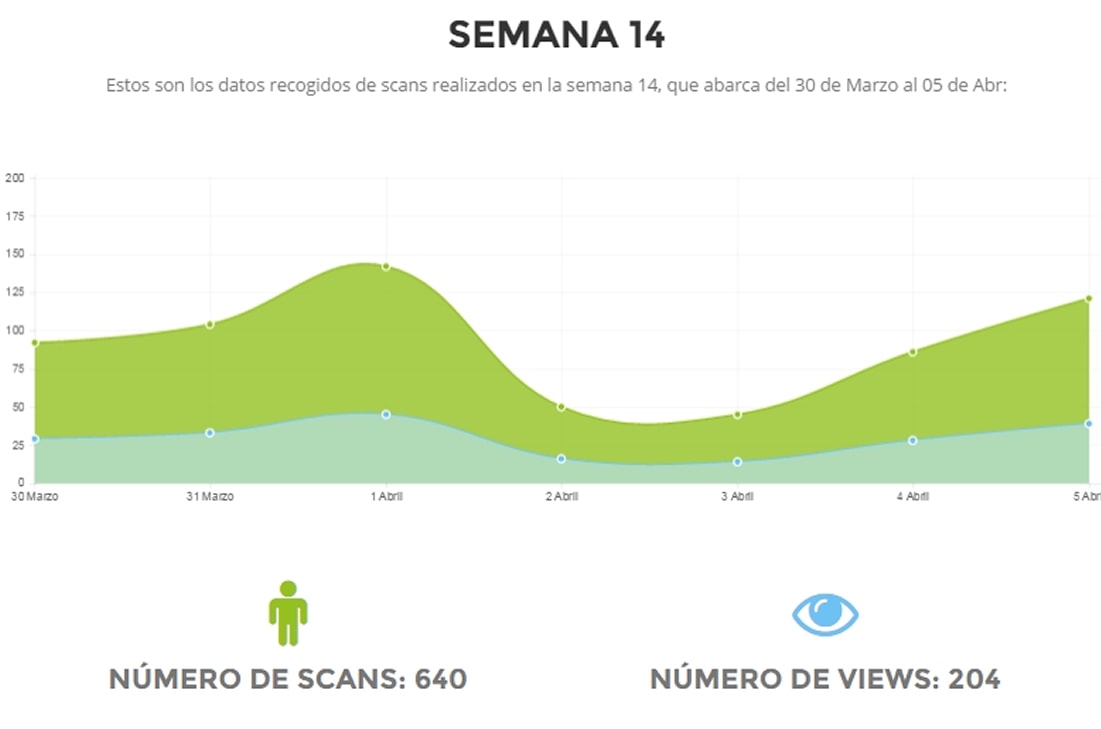 SEMANA 14
Estos son los datos recogidos de scans realizados en la semana 14, que abarca del 30 de Marzo al 05 de Abr:
200
175
150
125
100
75
50
25
0
30 Marzo 31 Marzo 1 Abril 2 Abril 3 Abril 4 Abril 5 Abr
NÚMERO DE SCANS: 640 NÚMERO DE VIEWS: 204